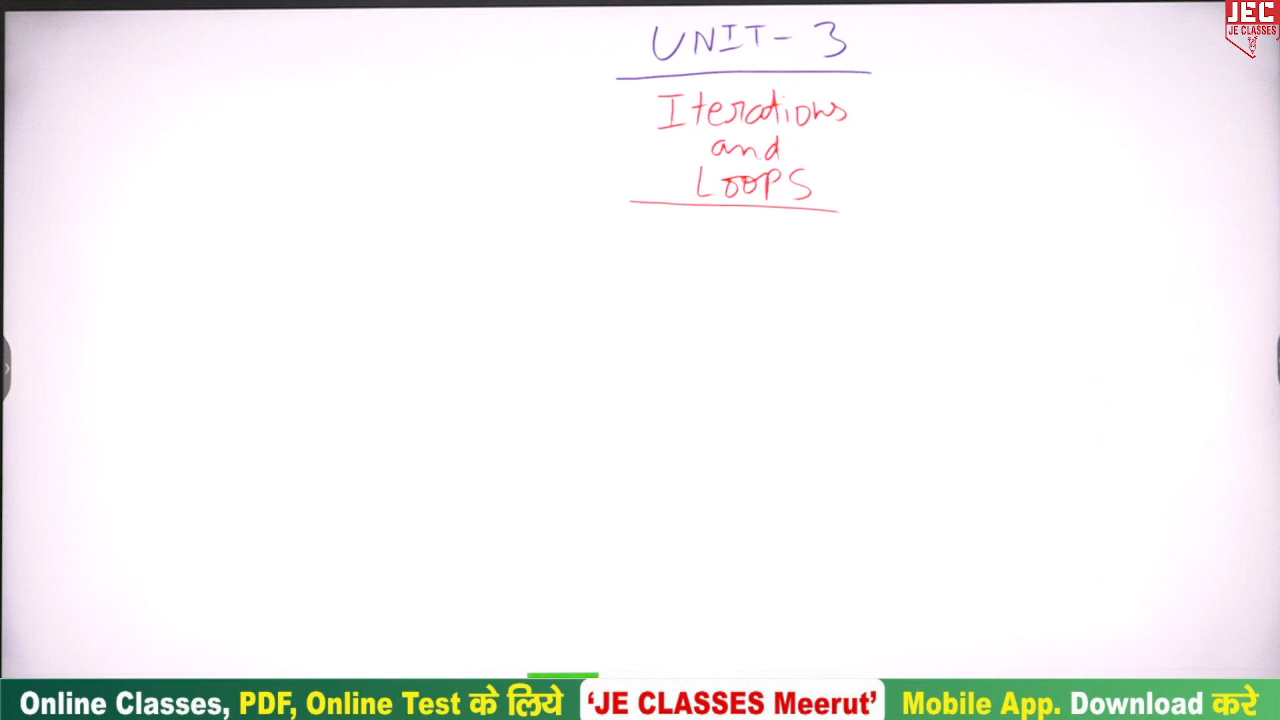 JEC
JE CLASSES
UNIT - 3
Iterations
and
LOOPS
Online Classes, PDF, Online Test के लिये 'JE CLASSES Meerut' Mobile App. Download करे